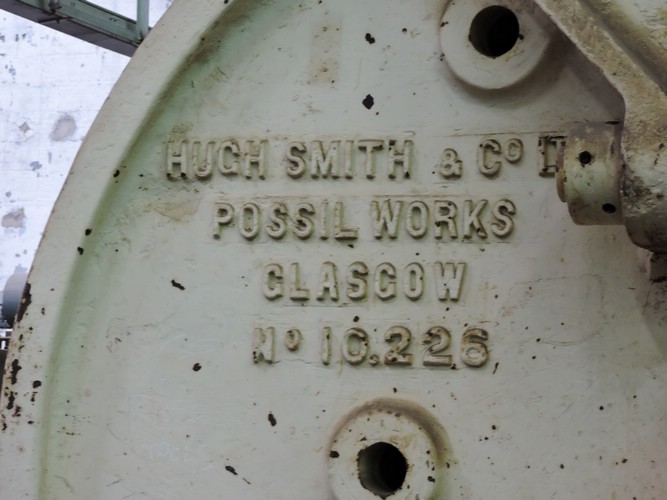 HUGH SMITH & Co
POSSIL WORKS
GLASGOW
No 10.226